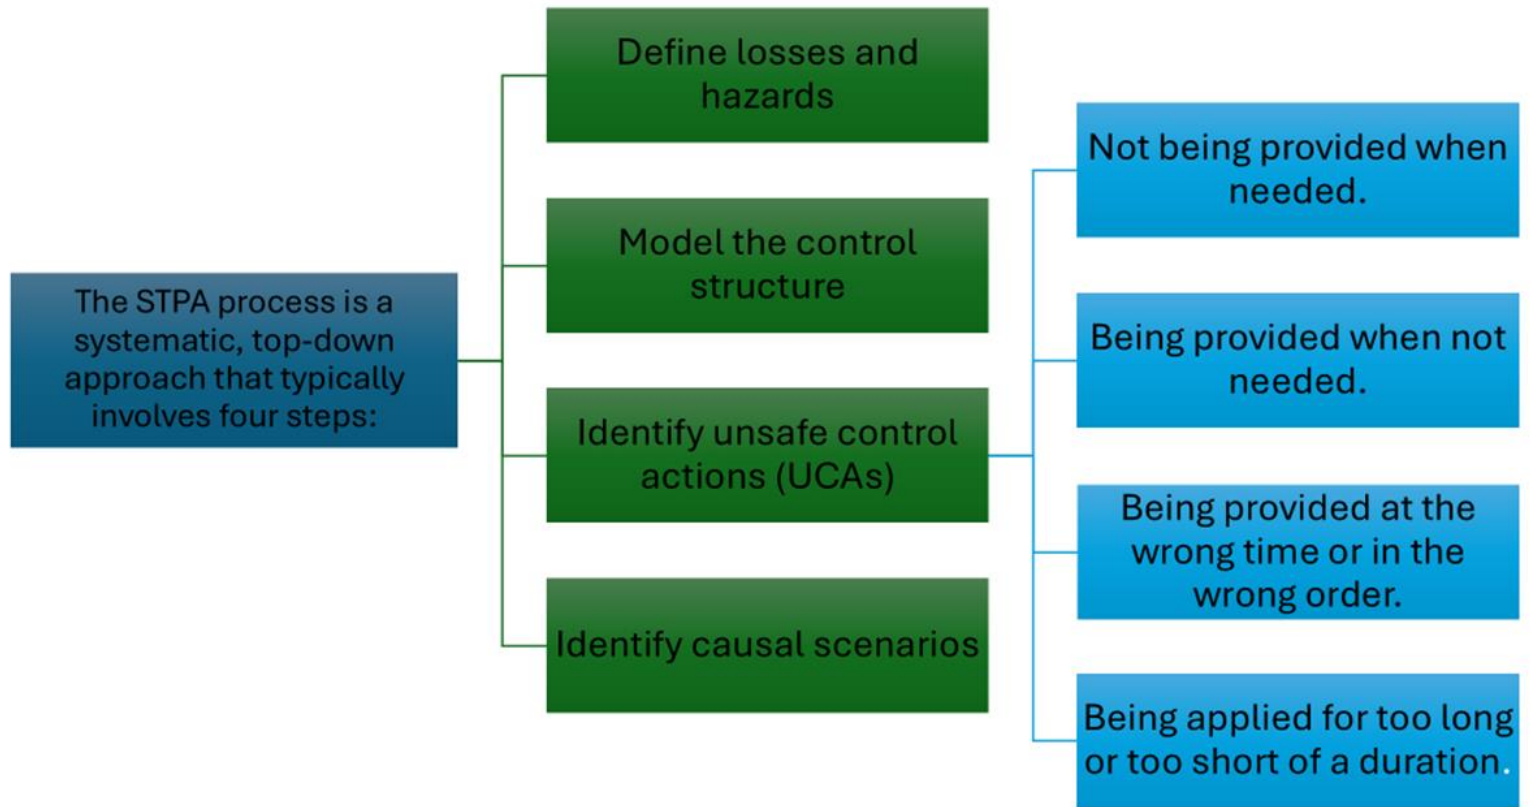 The STPA process is a
systematic, top-down
approach that typically
involves four steps:
Define losses and
hazards
Model the control
structure
Identify unsafe control
actions (UCAs)
Identify causal scenarios
Not being provided when
needed.
Being provided when not
needed.
Being provided at the
wrong time or in the
wrong order.
Being applied for too long
or too short of a duration.